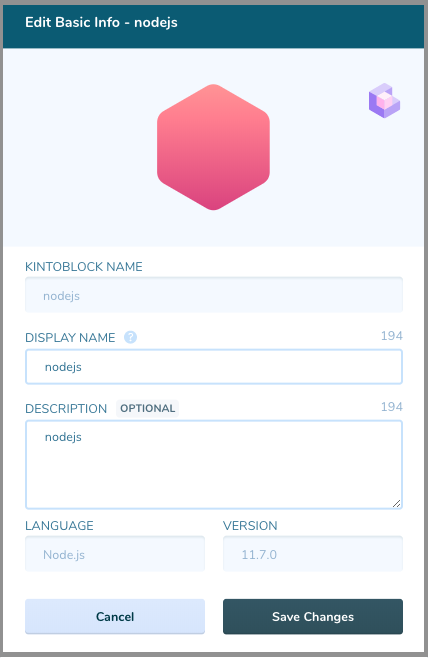 Edit Basic Info - nodejs
KINTOBLOCK NAME
nodejs
DISPLAY NAME ? 194
nodejs
DESCRIPTION OPTIONAL 194
nodejs
LANGUAGE VERSION
Node.js 11.7.0
Cancel Save Changes